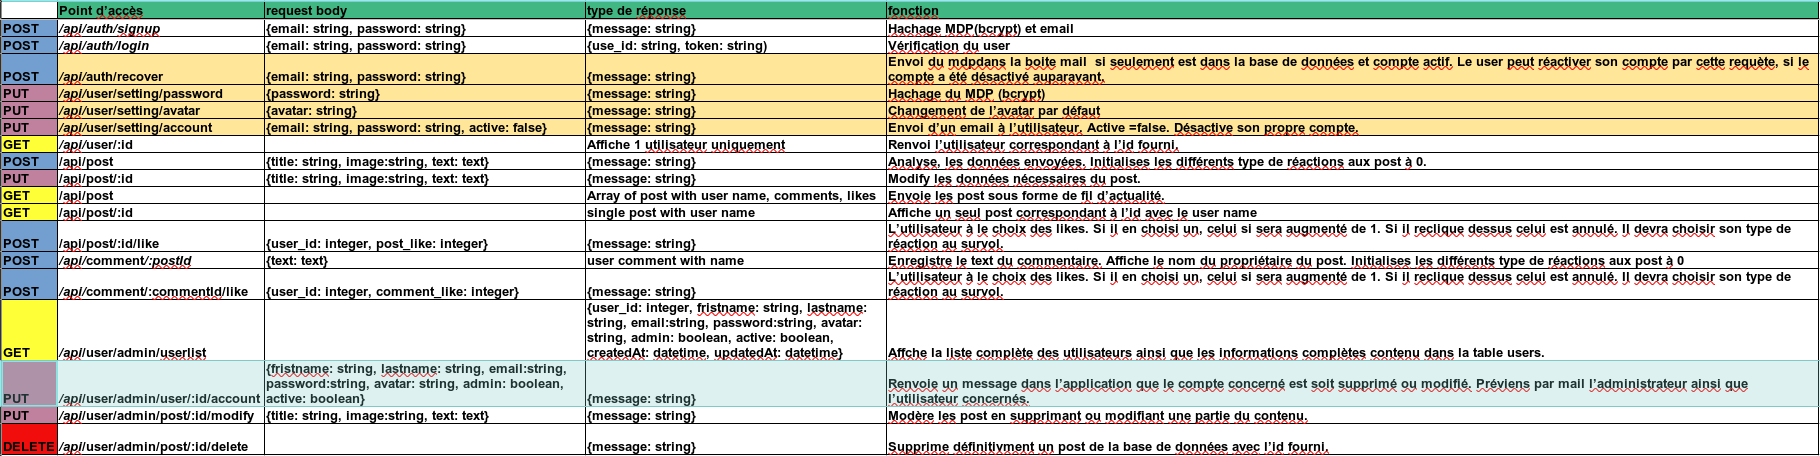 Point d'accès request body type de réponse fonction
POST /api/auth/signup {email: string, password: string} {message: string} Hachage MDP(bcrypt) et email
POST /api/auth/login {email: string, password: string} {use_id: string, token: string) Vérification du user
Envoi du mdpdans la boite mail si seulement est dans la base de données et compte actif. Le user peut réactiver son compte par cette requète, si le
POST /api/auth/recover {email: string, password: string} {message: string} compte a été désactivé auparavant.
PUT /api/user/setting/password {password: string} {message: string} Hachage du MDP (bcrypt)
PUT /api/user/setting/avatar {avatar: string} {message: string} Changement de l'avatar par défaut
PUT /api/user/setting/account {email: string, password: string, active: false} {message: string} Envoi d'un email à l'utilisateur. Active =false. Désactive son propre compte.
GET /api/user/:id Affiche 1 utilisateur uniquement Renvoi l'utilisateur correspondant à l'id fourni.
POST /api/post {title: string, image:string, text: text} {message: string} Analyse, les données envoyées. Initialises les différents type de réactions aux post à 0.
PUT /api/post/:id {title: string, image:string, text: text} {message: string} Modify les données nécessaires du post.
GET /api/post Array of post with user name, comments, likes Envoie les post sous forme de fil d'actualité.
GET /api/post/:id single post with user name Affiche un seul post correspondant à l'id avec le user name
L'utilisateur à le choix des likes. Si il en choisi un, celui si sera augmenté de 1. Si il reclique dessus celui est annulé. Il devra choisir son type de
POST /api/post/:id/like {user_id: integer, post_like: integer} {message: string} réaction au survol.
POST /api/comment/:postId {text: text} user comment with name Enregistre le text du commentaire. Affiche le nom du propriétaire du post. Initialises les différents type de réactions aux post à 0
L'utilisateur à le choix des likes. Si il en choisi un, celui si sera augmenté de 1. Si il reclique dessus celui est annulé. Il devra choisir son type de
POST /api/comment/:commentId/like {user_id: integer, comment_like: integer} {message: string} réaction au survol.
{user_id: integer, fristname: string, lastname:
string, email:string, password:string, avatar:
string, admin: boolean, active: boolean,
GET /api/user/admin/userlist createdAt: datetime, updatedAt: datetime} Affche la liste complète des utilisateurs ainsi que les informations complètes contenu dans la table users.
{fristname: string, lastname: string, email:string,
password:string, avatar: string, admin: boolean, Renvoie un message dans l'application que le compte concerné est soit supprimé ou modifié. Préviens par mail l'administrateur ainsi que
PUT /api/user/admin/user/:id/account active: boolean} {message: string} l'utilisateur concernés.
PUT /api/user/admin/post/:id/modify {title: string, image:string, text: text} {message: string} Modère les post en supprimant ou modifiant une partie du contenu.
DELETE /api/user/admin/post/:id/delete {message: string} Supprime définitivment un post de la base de données avec l'id fourni.